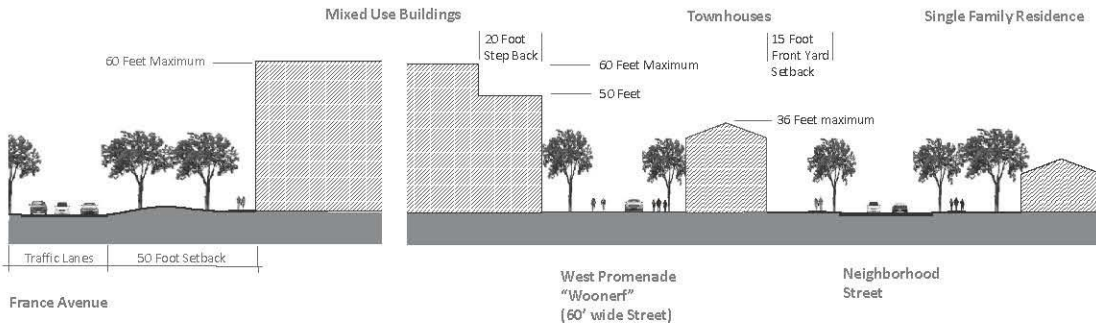 Mixed Use Buildings
Townhouses
Single Family Residence
20 Foot
Step Back
15 Foot
Front Yard
Setback
60 Feet Maximum
60 Feet Maximum
50 Feet
36 Feet maximum
Traffic Lanes
50 Foot Setback
France Avenue
West Promenade
“Woonerf”
(60’ wide Street)
Neighborhood
Street